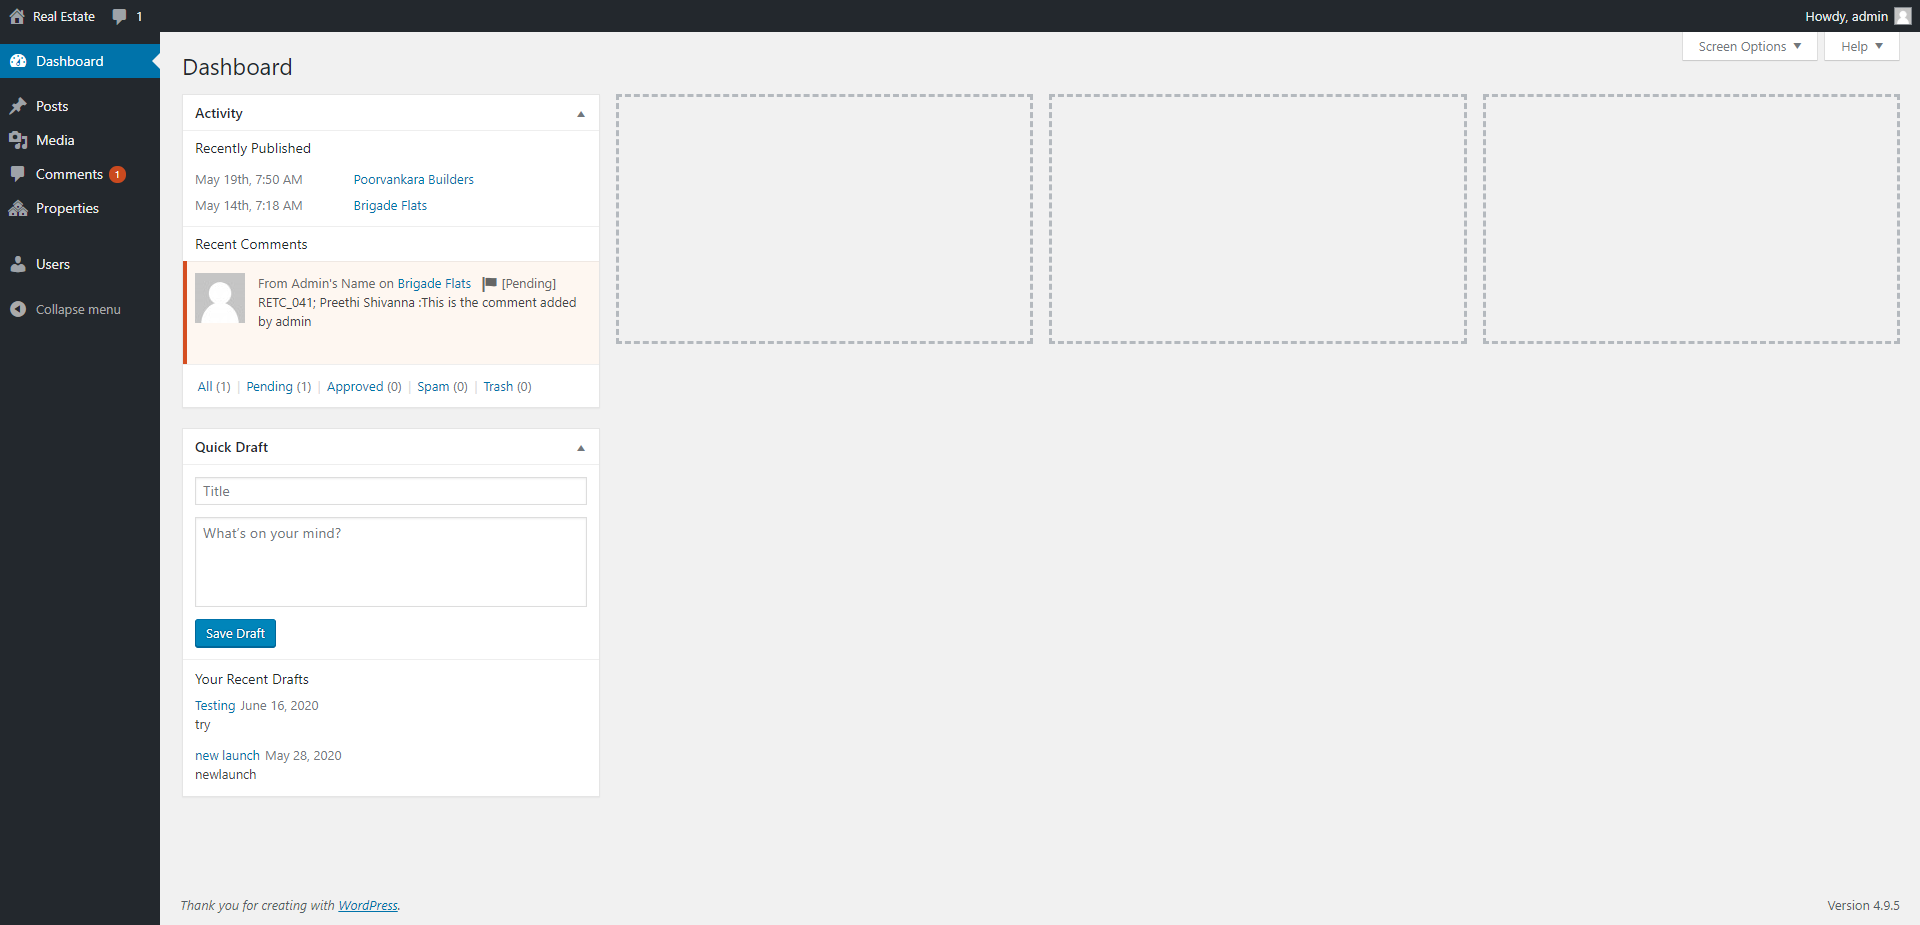 Real Estate 1 Howdy, admin
Dashboard
Posts
Media
Comments 1
Properties
Users
Collapse menu
Screen Options Help
Dashboard
Activity
Recently Published
May 19th, 7:50 AM Poorvankara Builders
May 14th, 7:18 AM Brigade Flats
Recent Comments
From Admin's Name on Brigade Flats [Pending]
RETC_041; Preethi Shivanna :This is the comment added
by admin
All (1) | Pending (1) | Approved (0) | Spam (0) | Trash (0)
Quick Draft
Title
What's on your mind?
Save Draft
Your Recent Drafts
Testing June 16, 2020
try
new launch May 28, 2020
newlaunch
Thank you for creating with WordPress.
Version 4.9.5